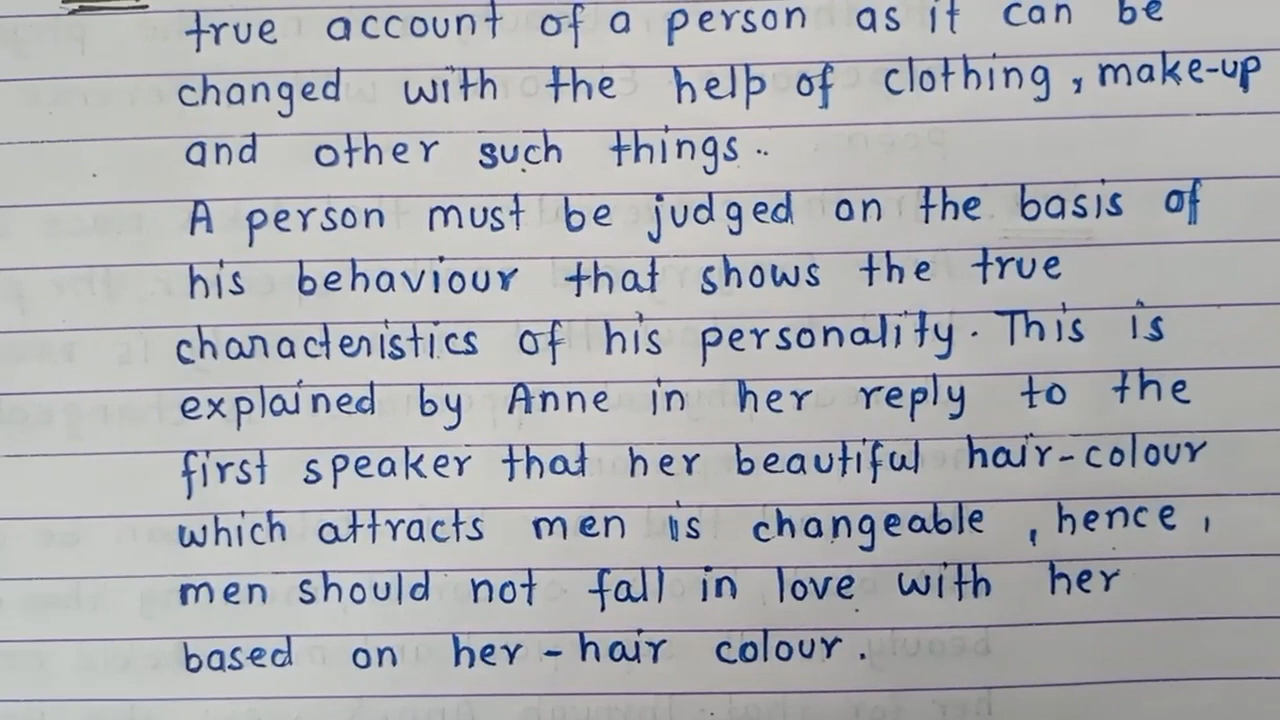 true account of a person as it can be
changed with the help of clothing, make-up
and other such things..
A person must be judged on the basis of
his behaviour that shows the true
characteristics of his personality. This is
explained by Anne in her reply to the
first speaker that her beautiful hair-colour
which attracts men is changeable, hence,
men should not fall in love with her
based on her-hair colour.